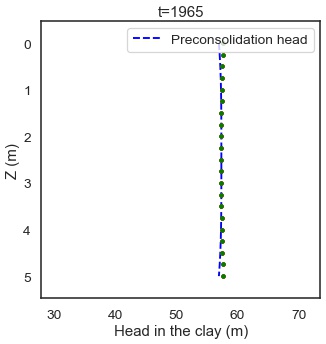 t=1965
Preconsolidation head
0
1
2
3
4
5
Z (m)
30 40 50 60 70
Head in the clay (m)